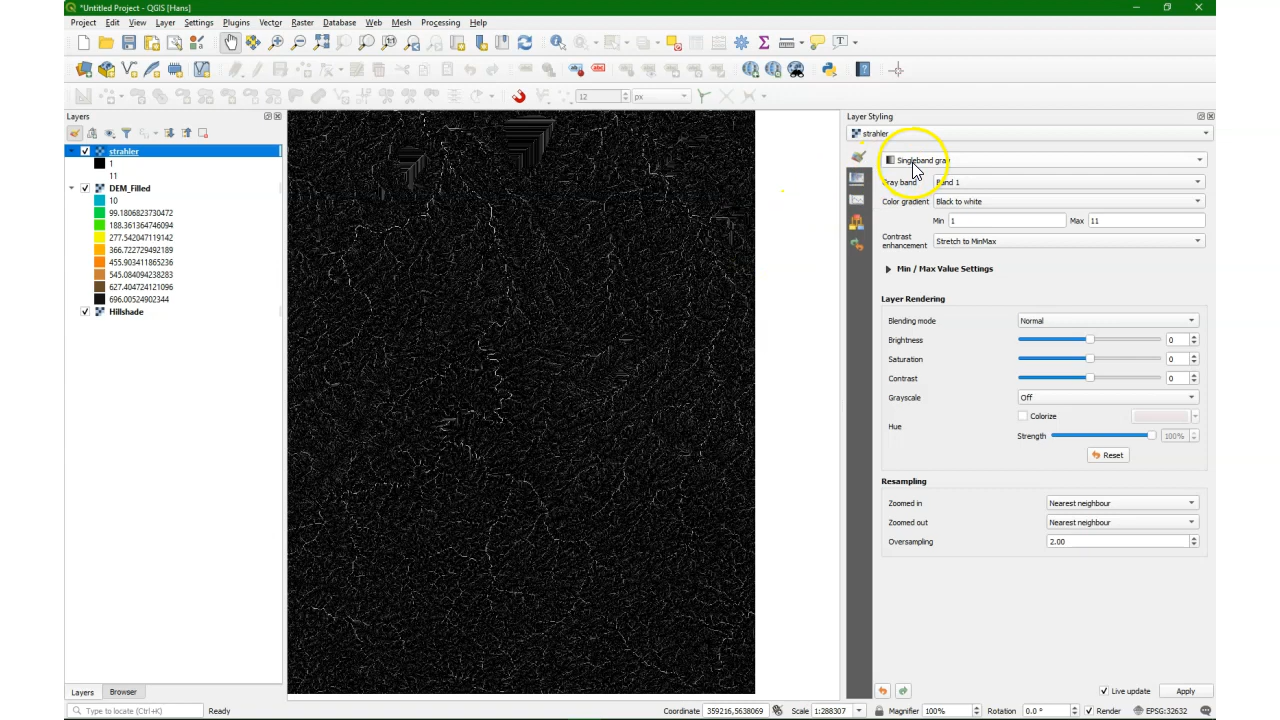 *Untitled Project - QGIS [Hans]
Project Edit View Layer Settings Plugins Vector Raster Database Web Mesh Processing Help
12 px
Layers
strahler
1
11
DEM_Filled
10
99.1806823730472
188.361364746094
277.542047119142
366.722729492189
455.903411865236
545.084094238283
627.404724121096
696.00524902344
Hillshade
Layers Browser
Layer Styling
strahler
Singleband gray
Gray band Band 1
Color gradient Black to white
Min 1 Max 11
Contrast enhancement Stretch to MinMax
Min / Max Value Settings
Layer Rendering
Blending mode Normal
Brightness 0
Saturation 0
Contrast 0
Grayscale Off
Hue Colorize
Strength 100%
Reset
Resampling
Zoomed in Nearest neighbour
Zoomed out Nearest neighbour
Oversampling 2.00
Live update Apply
Type to locate (Ctrl+K) Ready Coordinate 359216,5638069 Scale 1:288307 Magnifier 100% Rotation 0.0 ° Render EPSG:32632